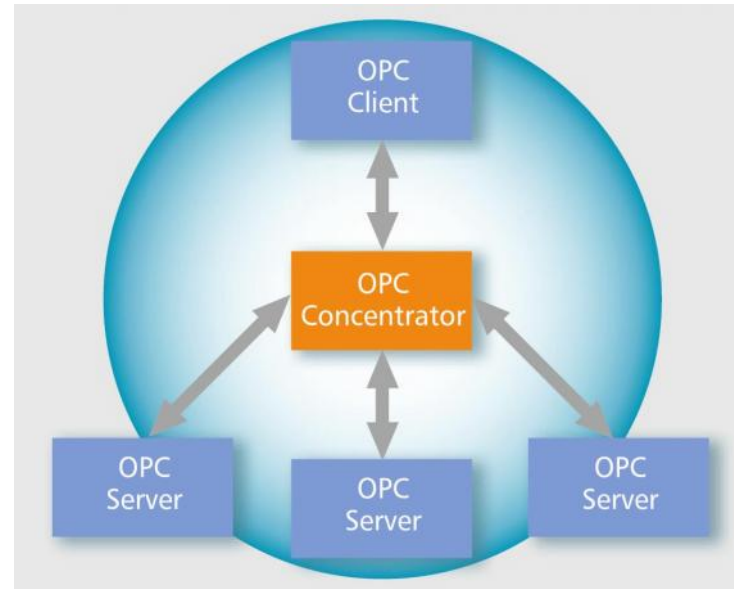 OPC
Client
OPC
Concentrator
OPC
Server
OPC
Server
OPC
Server